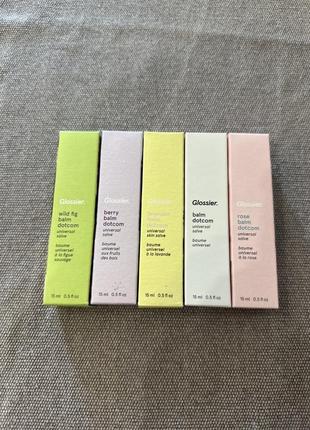 Glossier.
wild fig
balm
dotcom
universal
salve
baume
universel
à la figue
sauvage
15 ml 0.5 fl oz
Glossier.
berry
balm
dotcom
universal
salve
baume
universel
aux fruits
des bois
15 ml 0.5 fl oz
Glossier.
universal
skin salve
baume
universel
à la lavande
15 ml 0.5 fl oz
Glossier.
balm
dotcom
universal
salve
baume
universel
15 ml 0.5 fl oz
Glossier.
rose
balm
dotcom
universal
salve
baume
universel
à la rose
15 ml 0.5 fl oz